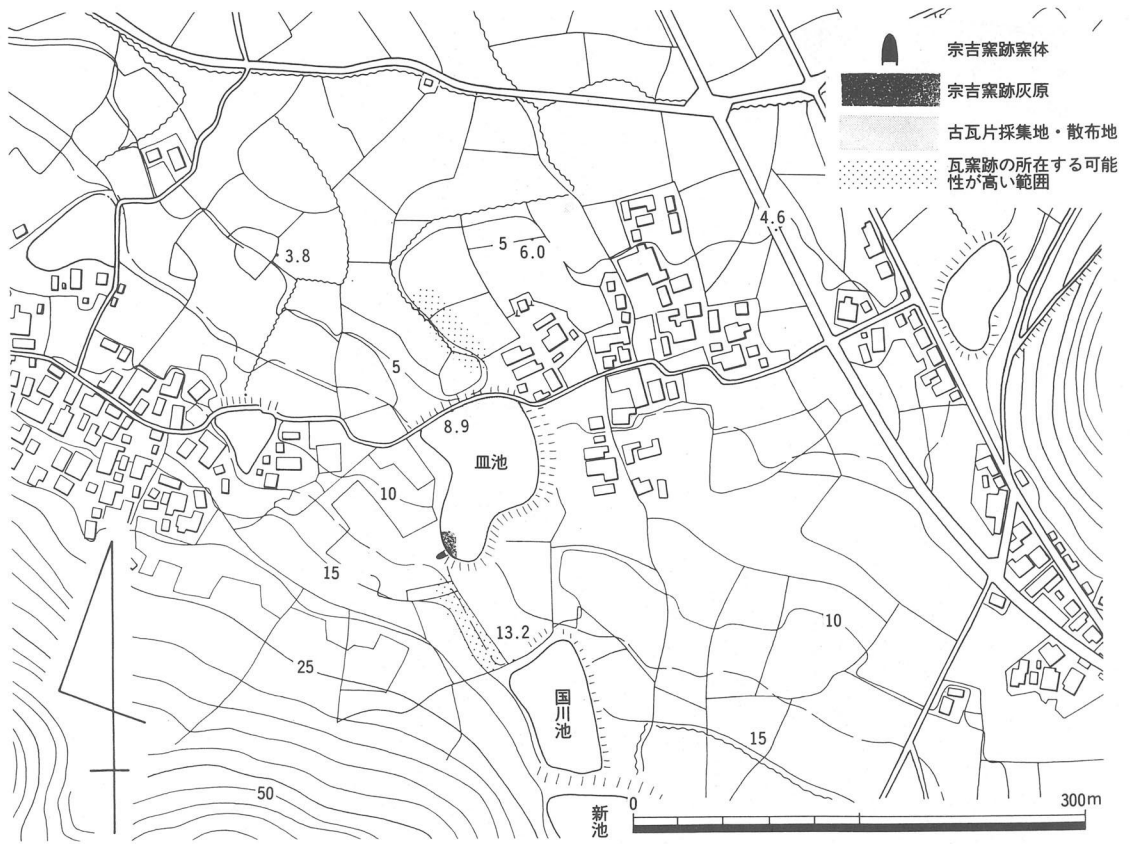 宗吉窯跡窯体
宗吉窯跡灰原
古瓦片採集地・散布地
瓦窯跡の所在する可能
性が高い範囲
4.6
5
6.0
3.8
5
8.9
皿池
10
15
13.2
10
25
国川池
15
50
新池
0
300m